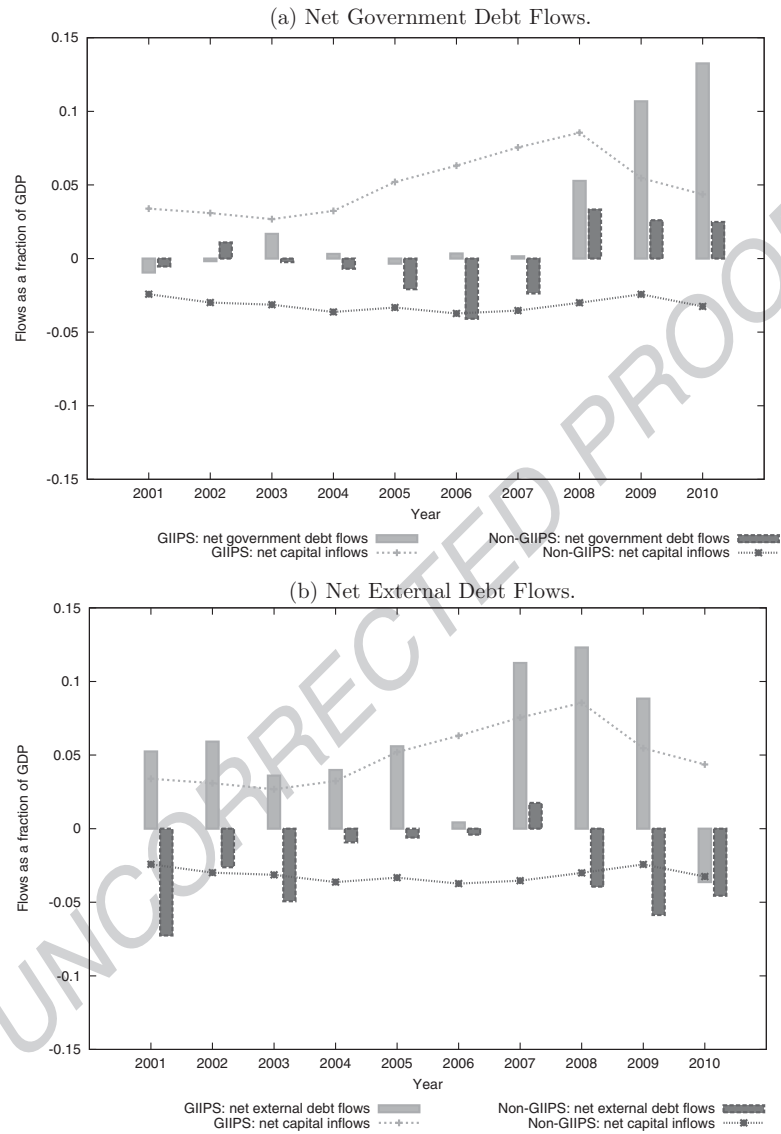 (a) Net Government Debt Flows.
0.15
0.1
0.05
0
-0.05
-0.1
-0.15
Flows as a fraction of GDP
2001 2002 2003 2004 2005 2006 2007 2008 2009 2010
Year
GIIPS: net government debt flows Non-GIIPS: net government debt flows
GIIPS: net capital inflows Non-GIIPS: net capital inflows
(b) Net External Debt Flows.
0.15
0.1
0.05
0
-0.05
-0.1
-0.15
Flows as a fraction of GDP
2001 2002 2003 2004 2005 2006 2007 2008 2009 2010
Year
GIIPS: net external debt flows Non-GIIPS: net external debt flows
GIIPS: net capital inflows Non-GIIPS: net capital inflows
UNCORRECTED PROOF